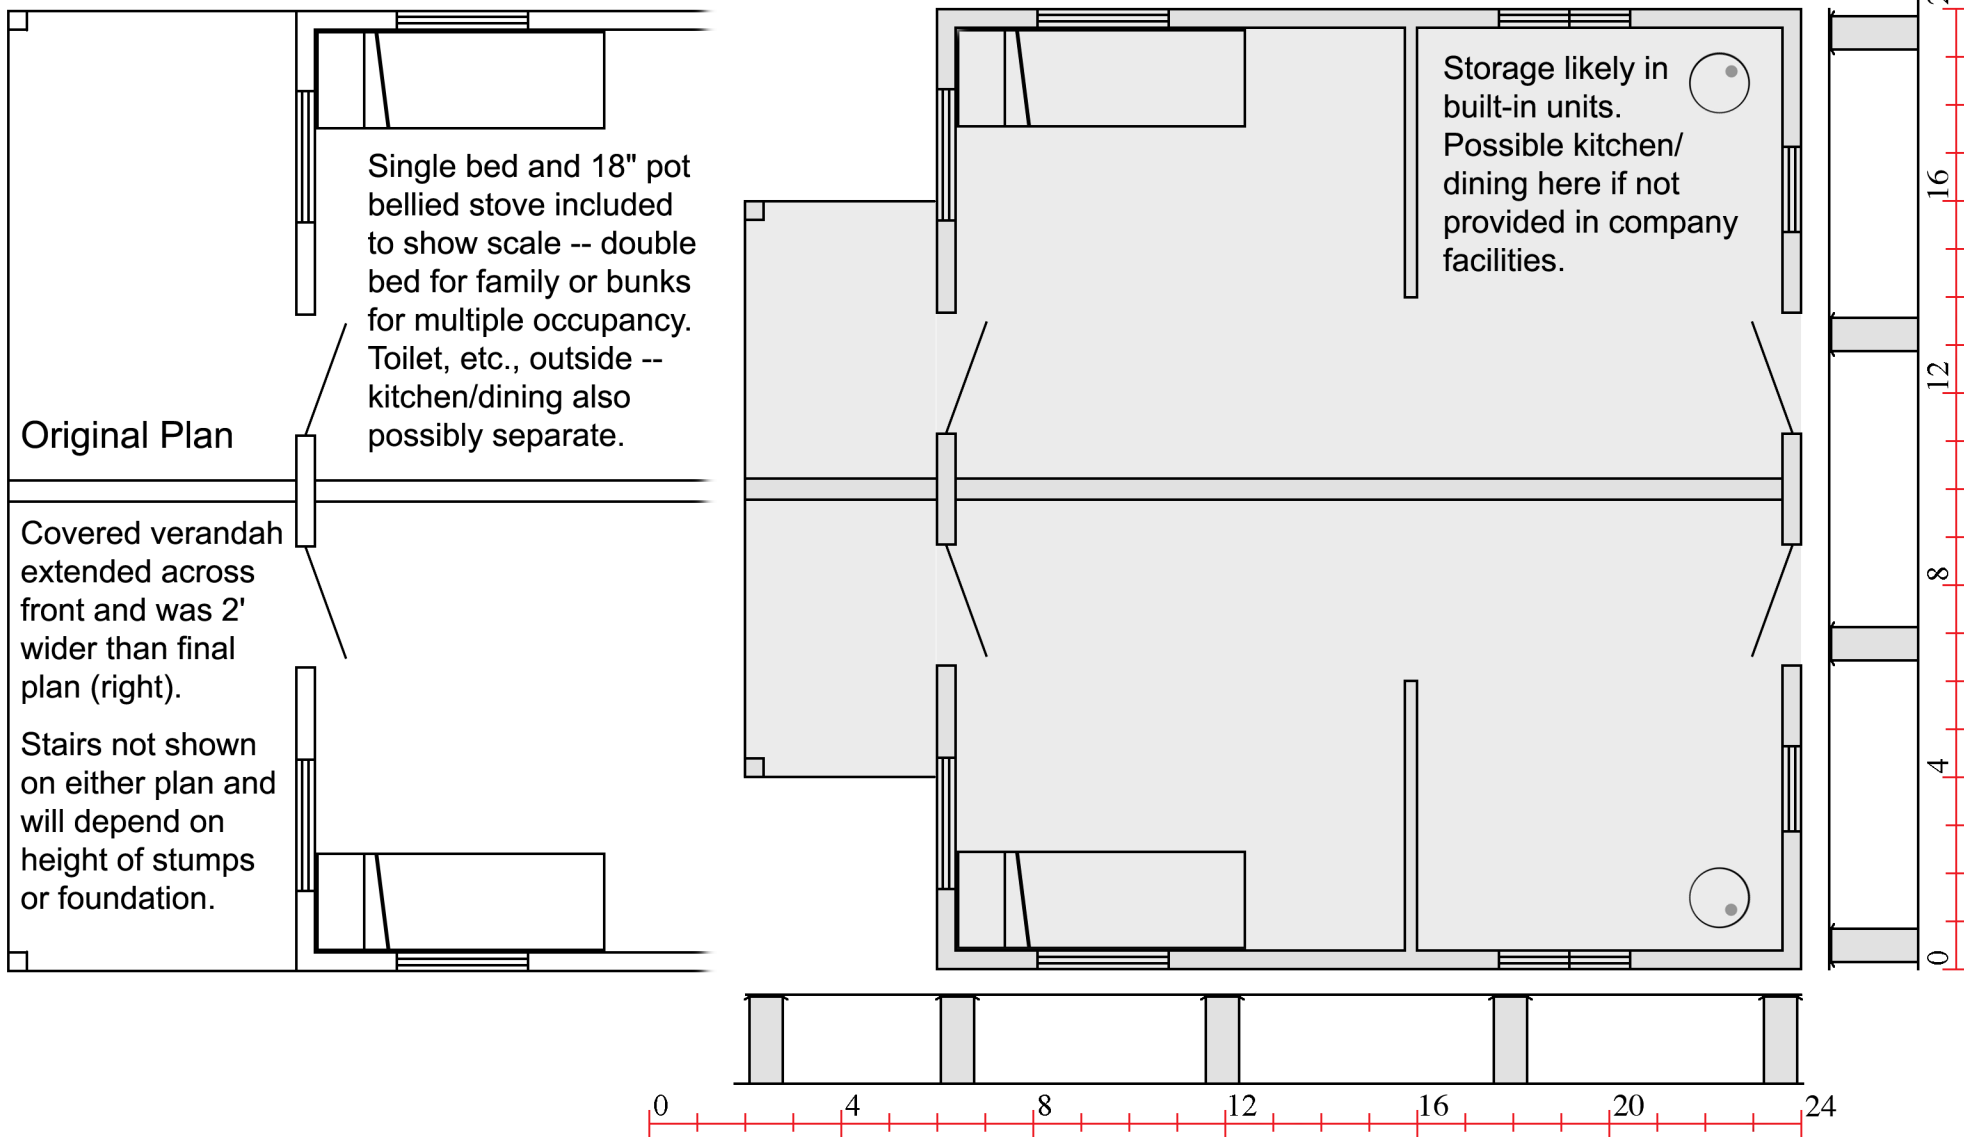 Single bed and 18" pot
bellied stove included
to show scale -- double
bed for family or bunks
for multiple occupancy.
Toilet, etc., outside --
kitchen/dining also
possibly separate.
Original Plan
Covered verandah
extended across
front and was 2'
wider than final
plan (right).
Stairs not shown
on either plan and
will depend on
height of stumps
or foundation.
Storage likely in
built-in units.
Possible kitchen/
dining here if not
provided in company
facilities.
16
12
8
4
0
0 4 8 12 16 20 24